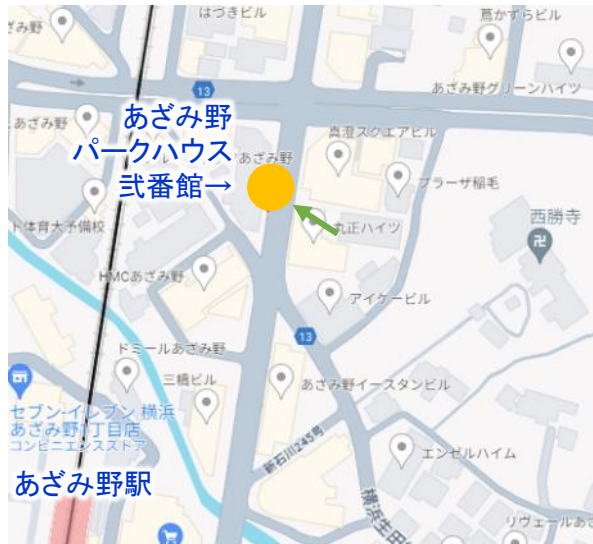 はづきビル
蔦かずらビル
ざみ野
13
あざみ野グリーンハイツ
あざみ野
あざみ野
パークハウス
弐番館→
あざみ野
真澄スクエアビル
プラーザ稲毛
ト体育大予備校
丸正ハイツ
西勝寺
HMCあざみ野
アイケービル
13
ドミールあざみ野
三橋ビル
あざみ野イースタンビル
セブン-イレブン 横浜
あざみ野1丁目店
コンビニエンスストア
新石川245号
エンゼルハイム
あざみ野駅
横浜生田
リヴェールあざ